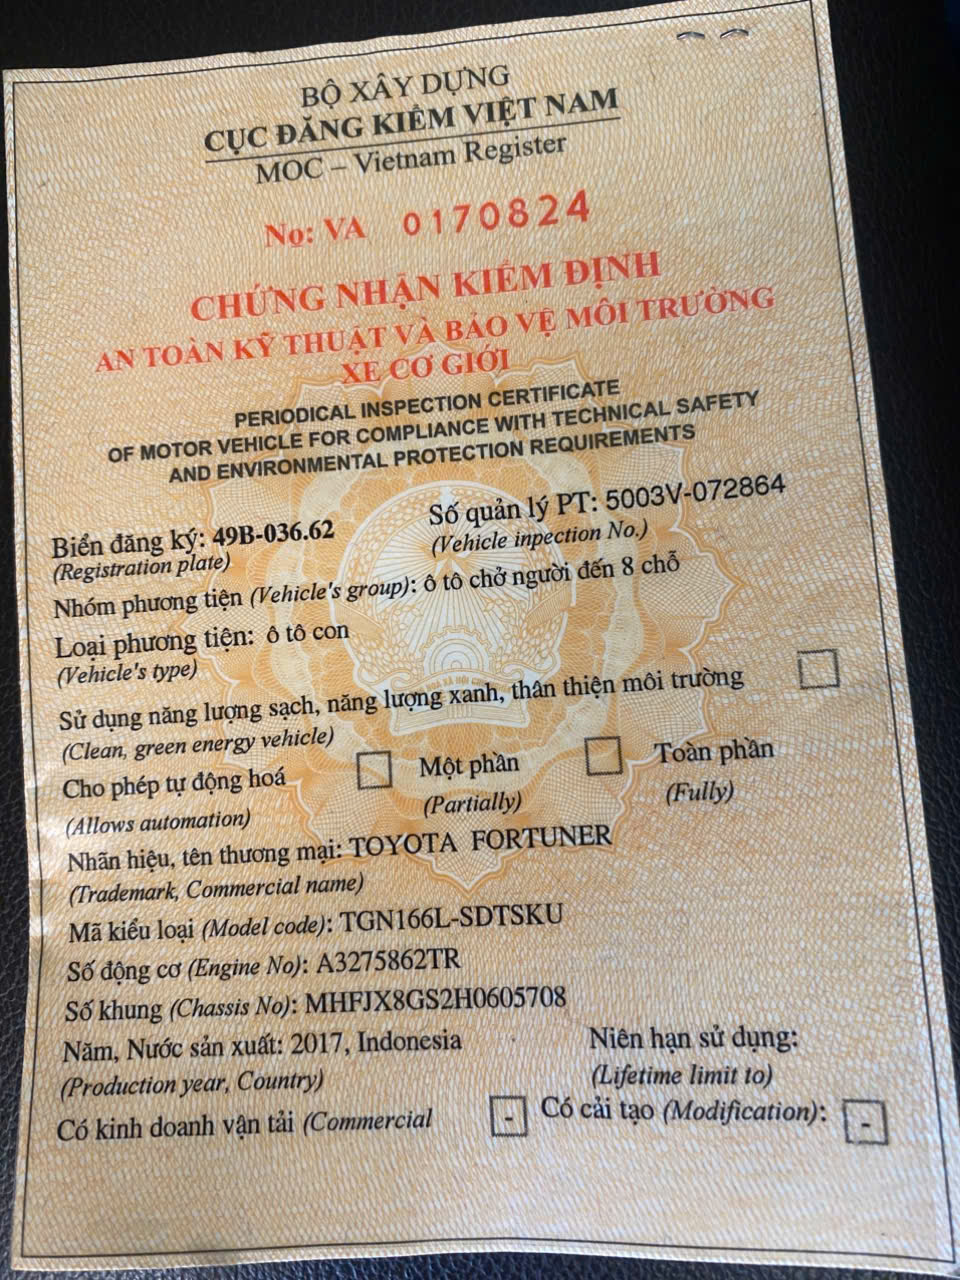 BỘ XÂY DỰNG
CỤC ĐĂNG KIỂM VIỆT NAM
MOC – Vietnam Register
No: VA 0170824
CHỨNG NHẬN KIỂM ĐỊNH
AN TOÀN KỸ THUẬT VÀ BẢO VỆ MÔI TRƯỜNG
XE CƠ GIỚI
PERIODICAL INSPECTION CERTIFICATE
OF MOTOR VEHICLE FOR COMPLIANCE WITH TECHNICAL SAFETY
AND ENVIRONMENTAL PROTECTION REQUIREMENTS
Biển đăng ký: 49B-036.62 Số quản lý PT: 5003V-072864
(Registration plate) (Vehicle inpection No.)
Nhóm phương tiện (Vehicle's group): ô tô chở người đến 8 chỗ
Loại phương tiện: ô tô con
(Vehicle's type)
Sử dụng năng lượng sạch, năng lượng xanh, thân thiện môi trường
(Clean, green energy vehicle)
Cho phép tự động hoá Một phần Toàn phần
(Allows automation) (Partially) (Fully)
Nhãn hiệu, tên thương mại: TOYOTA FORTUNER
(Trademark, Commercial name)
Mã kiểu loại (Model code): TGN166L-SDTSKU
Số động cơ (Engine No): A3275862TR
Số khung (Chassis No): MHFJX8GS2H0605708
Năm, Nước sản xuất: 2017, Indonesia Niên hạn sử dụng:
(Production year, Country) (Lifetime limit to)
Có kinh doanh vận tải (Commercial - Có cải tạo (Modification): -